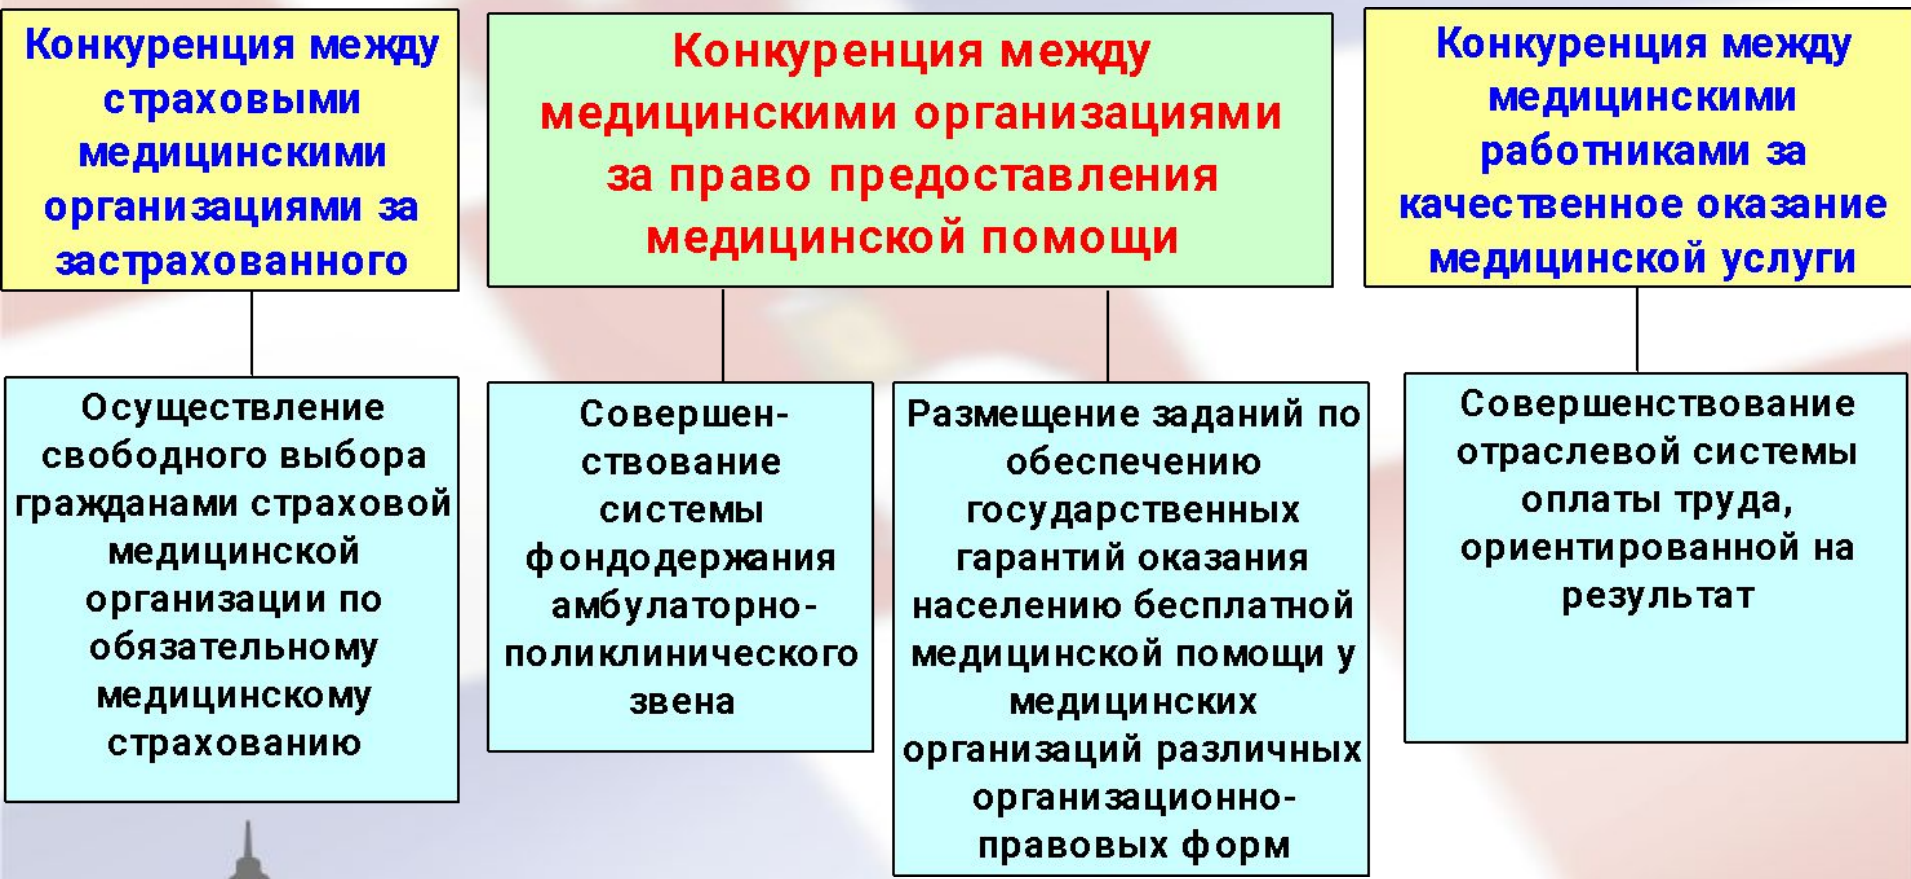 Конкуренция между
страховыми
медицинскими
организациями за
застрахованного
Конкуренция между
медицинскими организациями
за право предоставления
медицинской помощи
Конкуренция между
медицинскими
работниками за
качественное оказание
медицинской услуги
Осуществление
свободного выбора
гражданами страховой
медицинской
организации по
обязательному
медицинскому
страхованию
Совершен-
ствование
системы
фондодержания
амбулаторно-
поликлинического
звена
Размещение заданий по
обеспечению
государственных
гарантий оказания
населению бесплатной
медицинской помощи у
медицинских
организаций различных
организационно-
правовых форм
Совершенствование
отраслевой системы
оплаты труда,
ориентированной на
результат